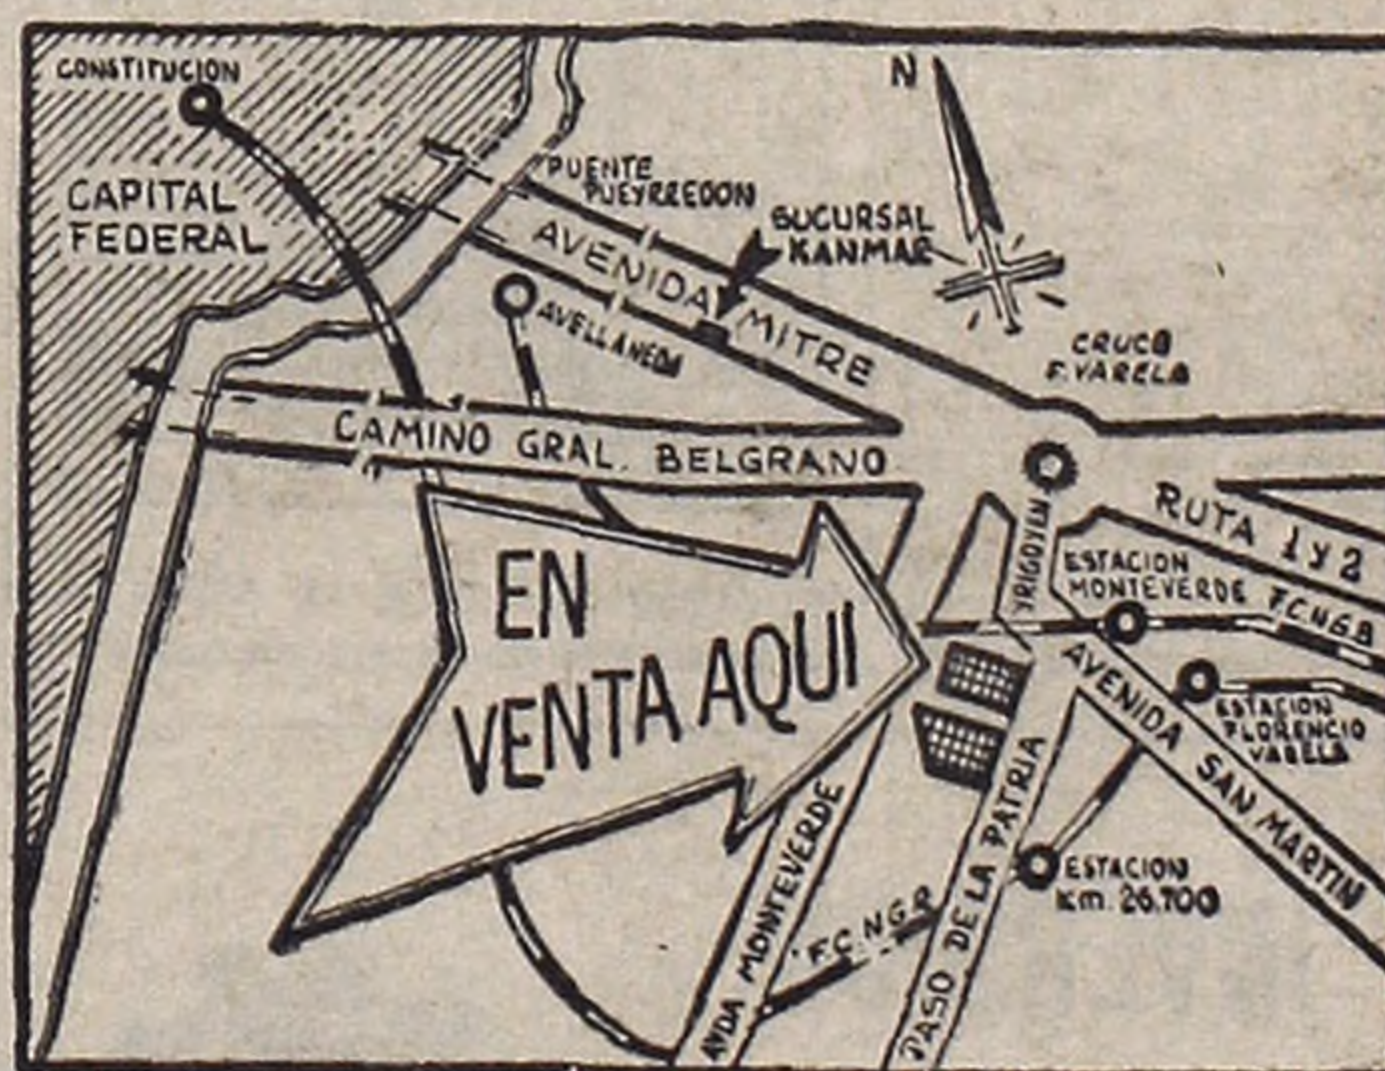 CONSTITUCION
N
CAPITAL
FEDERAL
PUENTE
PUEYRREDON
SUCURSAL
KANMAR
AVENIDA MITRE
AVELLANEDA
CRUCE
F. VARELA
CAMINO GRAL. BELGRANO
RUTA 1 y 2
YRIGOYEN
ESTACION
MONTEVERDE
F.C.N.G.B
EN
VENTA AQUI
AVENIDA SAN MARTIN
ESTACION
FLORENCIO
VARELA
PASO DE LA PATRIA
AVDA MONTEVERDE
F.C.N.G.R
ESTACION
Km. 26.700